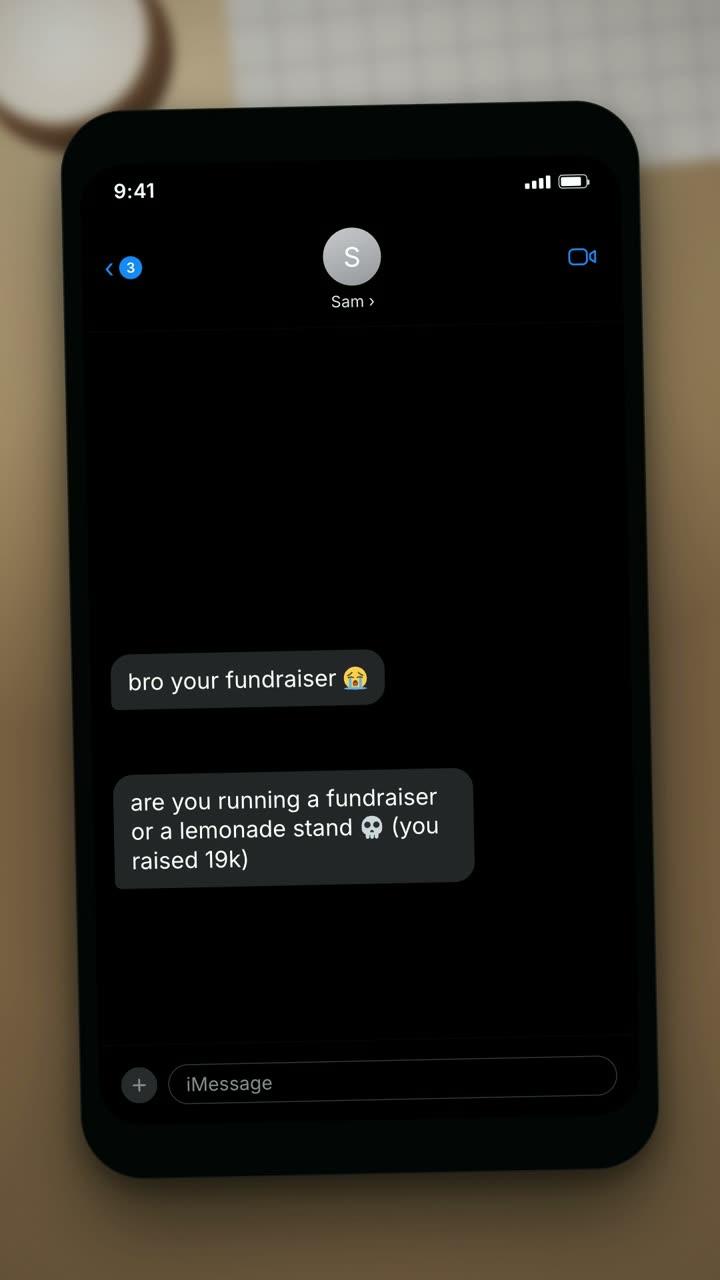 9:41
3
S
Sam ›
bro your fundraiser 😭
are you running a fundraiser
or a lemonade stand 💀 (you
raised 19k)
iMessage